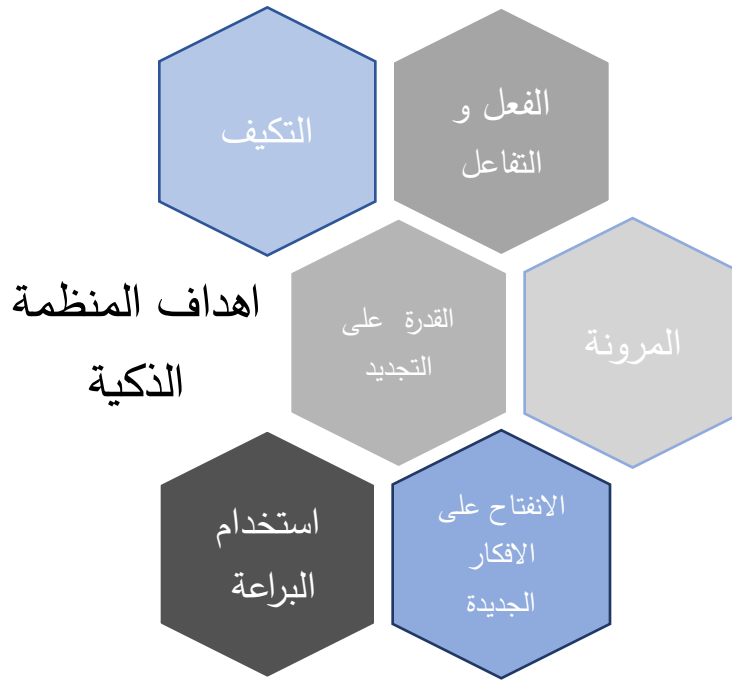 الفعل و
التفاعل
التكيف
المرونة
القدرة على
التجديد
اهداف المنظمة
الذكية
الانفتاح على
الافكار
الجديدة
استخدام
البراعة